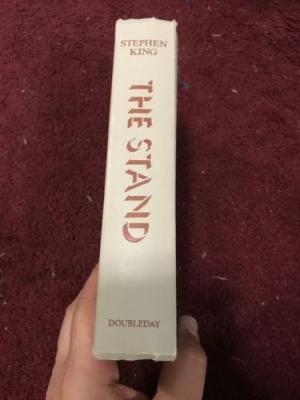 STEPHEN
KING
THE STAND
DOUBLEDAY